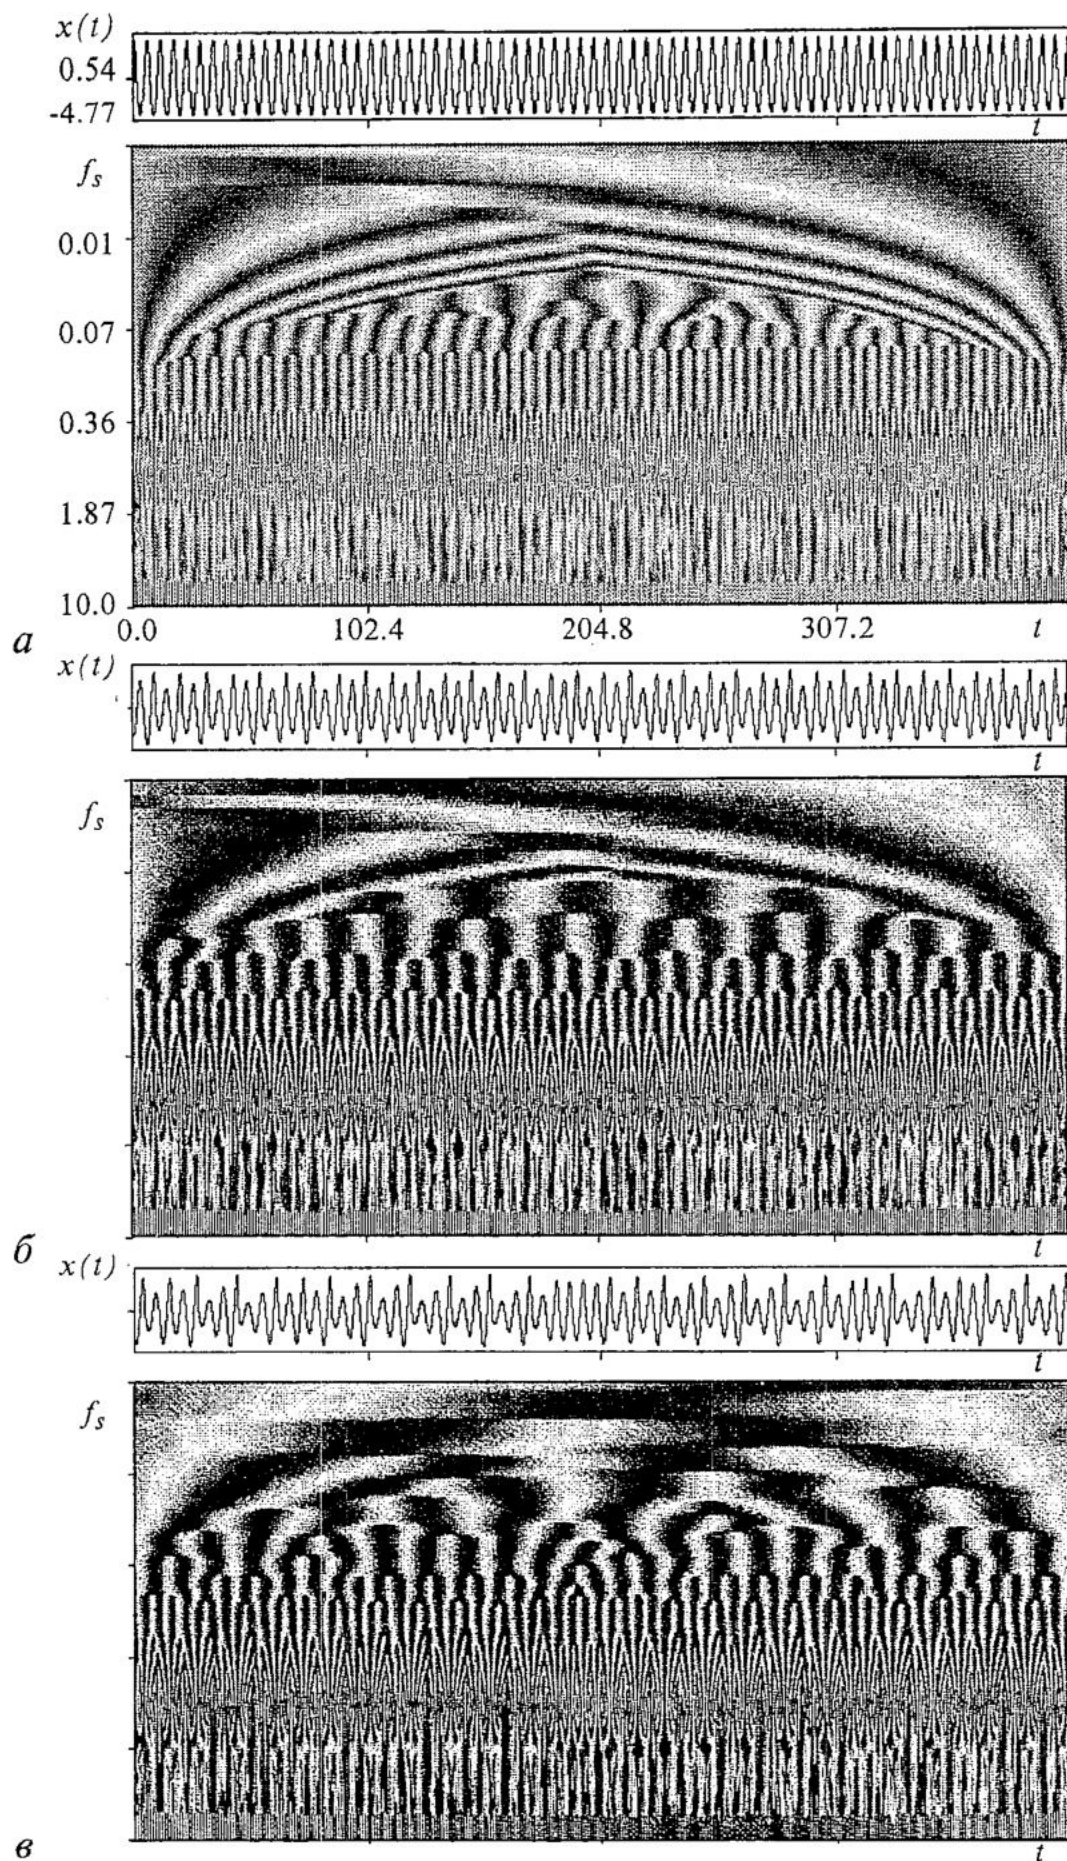 x(t)
0.54
-4.77
t
f_s
0.01
0.07
0.36
1.87
10.0
0.0 102.4 204.8 307.2 t
а
x(t)
t
f_s
б
t
x(t)
t
f_s
в
t